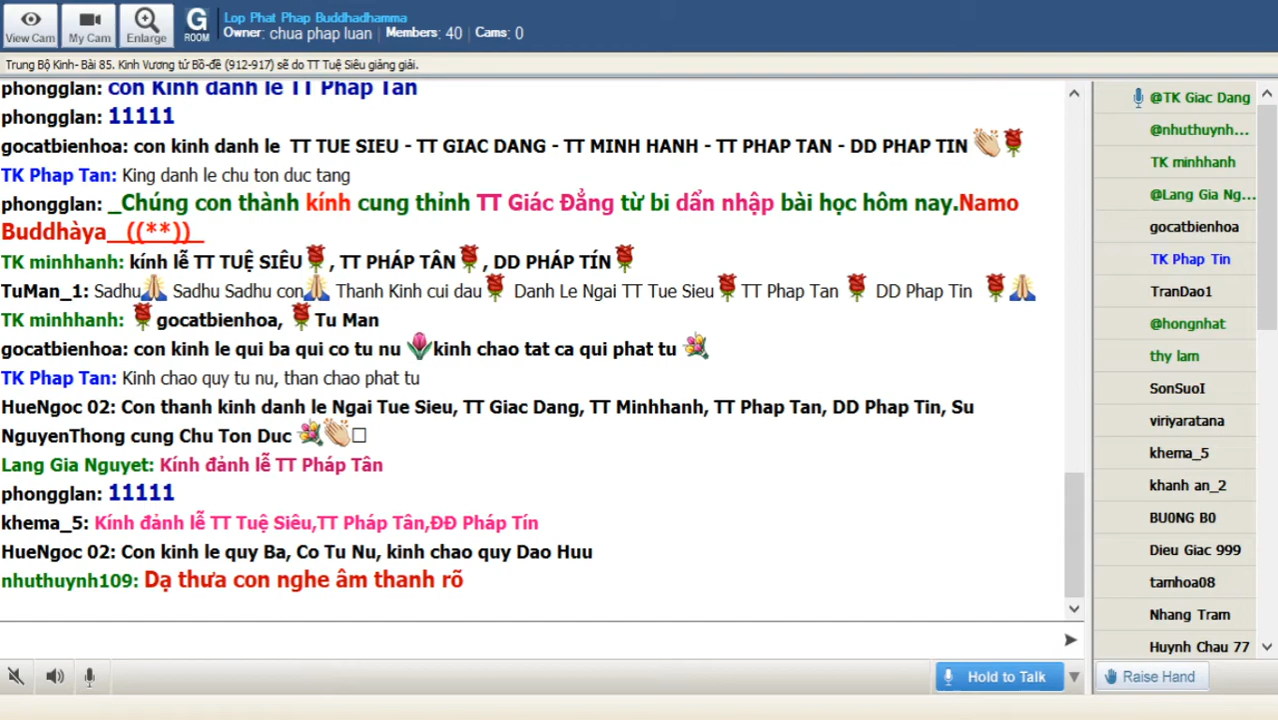 View Cam
My Cam
Enlarge
G
ROOM
Lop Phat Phap Buddhadhamma
Owner: chua phap luan Members: 40 Cams: 0
Trung Bộ Kinh- Bài 85. Kinh Vương tử Bồ-đề (912-917) sẽ do TT Tuệ Siêu giảng giải.
phongglan: con Kinh danh le TT Phap Tan
phongglan: 11111
gocatbienhoa: con kinh danh le TT TUE SIEU - TT GIAC DANG - TT MINH HANH - TT PHAP TAN - DD PHAP TIN
TK Phap Tan: King danh le chu ton duc tang
phongglan: _Chúng con thành kính cung thỉnh TT Giác Đẳng từ bi dẩn nhập bài học hôm nay.Namo
Buddhàya_ ((**))_
TK minhhanh: kính lễ TT TUỆ SIÊU , TT PHÁP TÂN , DD PHÁP TÍN
TuMan_1: Sadhu Sadhu Sadhu con Thanh Kinh cui dau Danh Le Ngai TT Tue Sieu TT Phap Tan DD Phap Tin
TK minhhanh: gocatbienhoa, Tu Man
gocatbienhoa: con kinh le qui ba qui co tu nu kinh chao tat ca qui phat tu
TK Phap Tan: Kinh chao quy tu nu, than chao phat tu
HueNgoc 02: Con thanh kinh danh le Ngai Tue Sieu, TT Giac Dang, TT Minhhanh, TT Phap Tan, DD Phap Tin, Su
NguyenThong cung Chu Ton Duc
Lang Gia Nguyet: Kính đảnh lễ TT Pháp Tân
phongglan: 11111
khema_5: Kính đảnh lễ TT Tuệ Siêu,TT Pháp Tân,ĐĐ Pháp Tín
HueNgoc 02: Con kinh le quy Ba, Co Tu Nu, kinh chao quy Dao Huu
nhuthuynh109: Dạ thưa con nghe âm thanh rõ
Hold to Talk
@TK Giac Dang
@nhuthuynh...
TK minhhanh
@Lang Gia Ng...
gocatbienhoa
TK Phap Tin
TranDao1
@hongnhat
thy lam
SonSuoI
viriyaratana
khema_5
khanh an_2
BU0NG B0
Dieu Giac 999
tamhoa08
Nhang Tram
Huynh Chau 77
Raise Hand